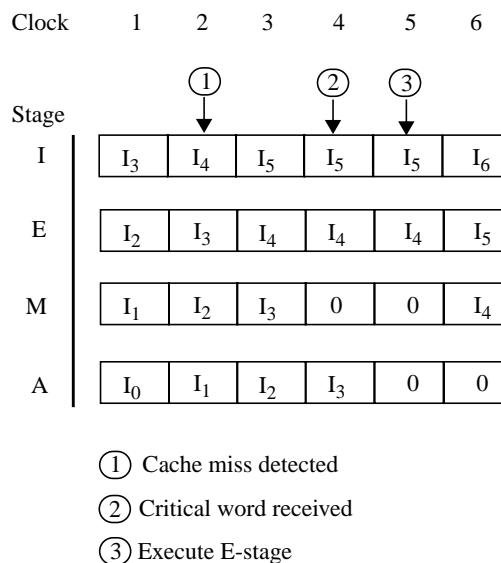 Clock 1 2 3 4 5 6
1 2 3
Stage
I I3 I4 I5 I5 I5 I6
E I2 I3 I4 I4 I4 I5
M I1 I2 I3 0 0 I4
A I0 I1 I2 I3 0 0
1 Cache miss detected
2 Critical word received
3 Execute E-stage